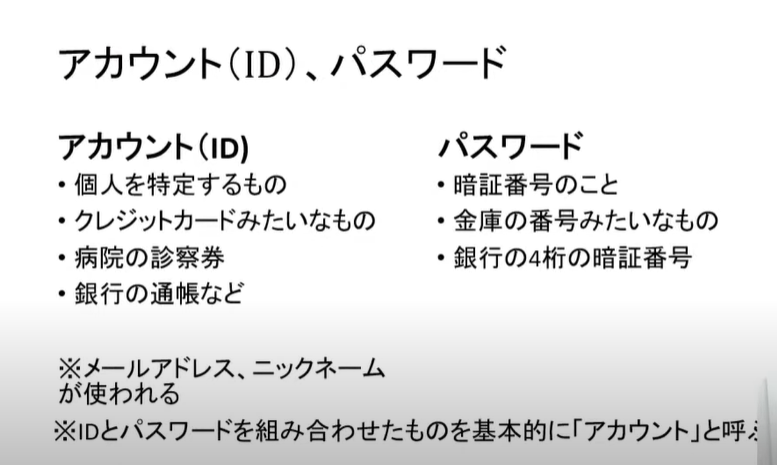 アカウント（ID）、パスワード
アカウント（ID)
・個人を特定するもの
・クレジットカードみたいなもの
・病院の診察券
・銀行の通帳など
※メールアドレス、ニックネーム
が使われる
パスワード
・暗証番号のこと
・金庫の番号みたいなもの
・銀行の4桁の暗証番号
※IDとパスワードを組み合わせたものを基本的に「アカウント」と呼ぶ